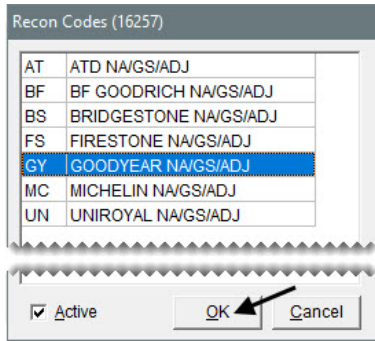 Recon Codes (16257)
AT ATD NA/GS/ADJ
BF BF GOODRICH NA/GS/ADJ
BS BRIDGESTONE NA/GS/ADJ
FS FIRESTONE NA/GS/ADJ
GY GOODYEAR NA/GS/ADJ
MC MICHELIN NA/GS/ADJ
UN UNIROYAL NA/GS/ADJ
Active OK Cancel